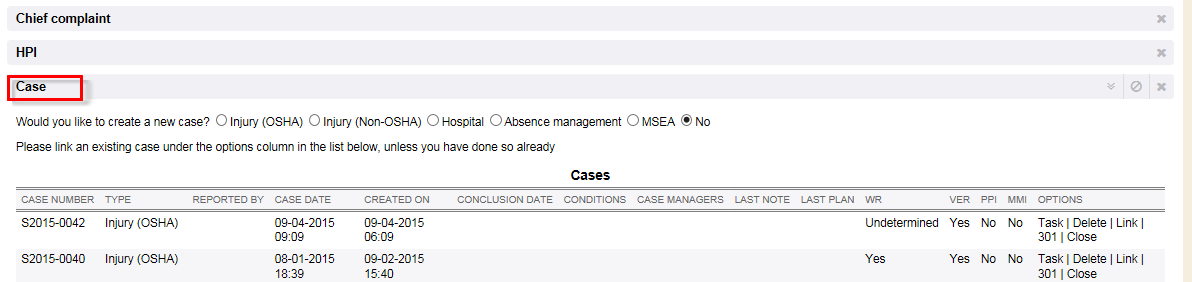 Chief complaint
HPI
Case
Would you like to create a new case? Injury (OSHA) Injury (Non-OSHA) Hospital Absence management MSEA No
Please link an existing case under the options column in the list below, unless you have done so already
Cases
CASE NUMBER TYPE REPORTED BY CASE DATE CREATED ON CONCLUSION DATE CONDITIONS CASE MANAGERS LAST NOTE LAST PLAN WR VER PPI MMI OPTIONS
S2015-0042 Injury (OSHA) 09-04-2015 09-04-2015 Undetermined Yes No No Task | Delete | Link |
09:09 06:09 301 | Close
S2015-0040 Injury (OSHA) 08-01-2015 09-02-2015 Yes Yes No No Task | Delete | Link |
18:39 15:40 301 | Close